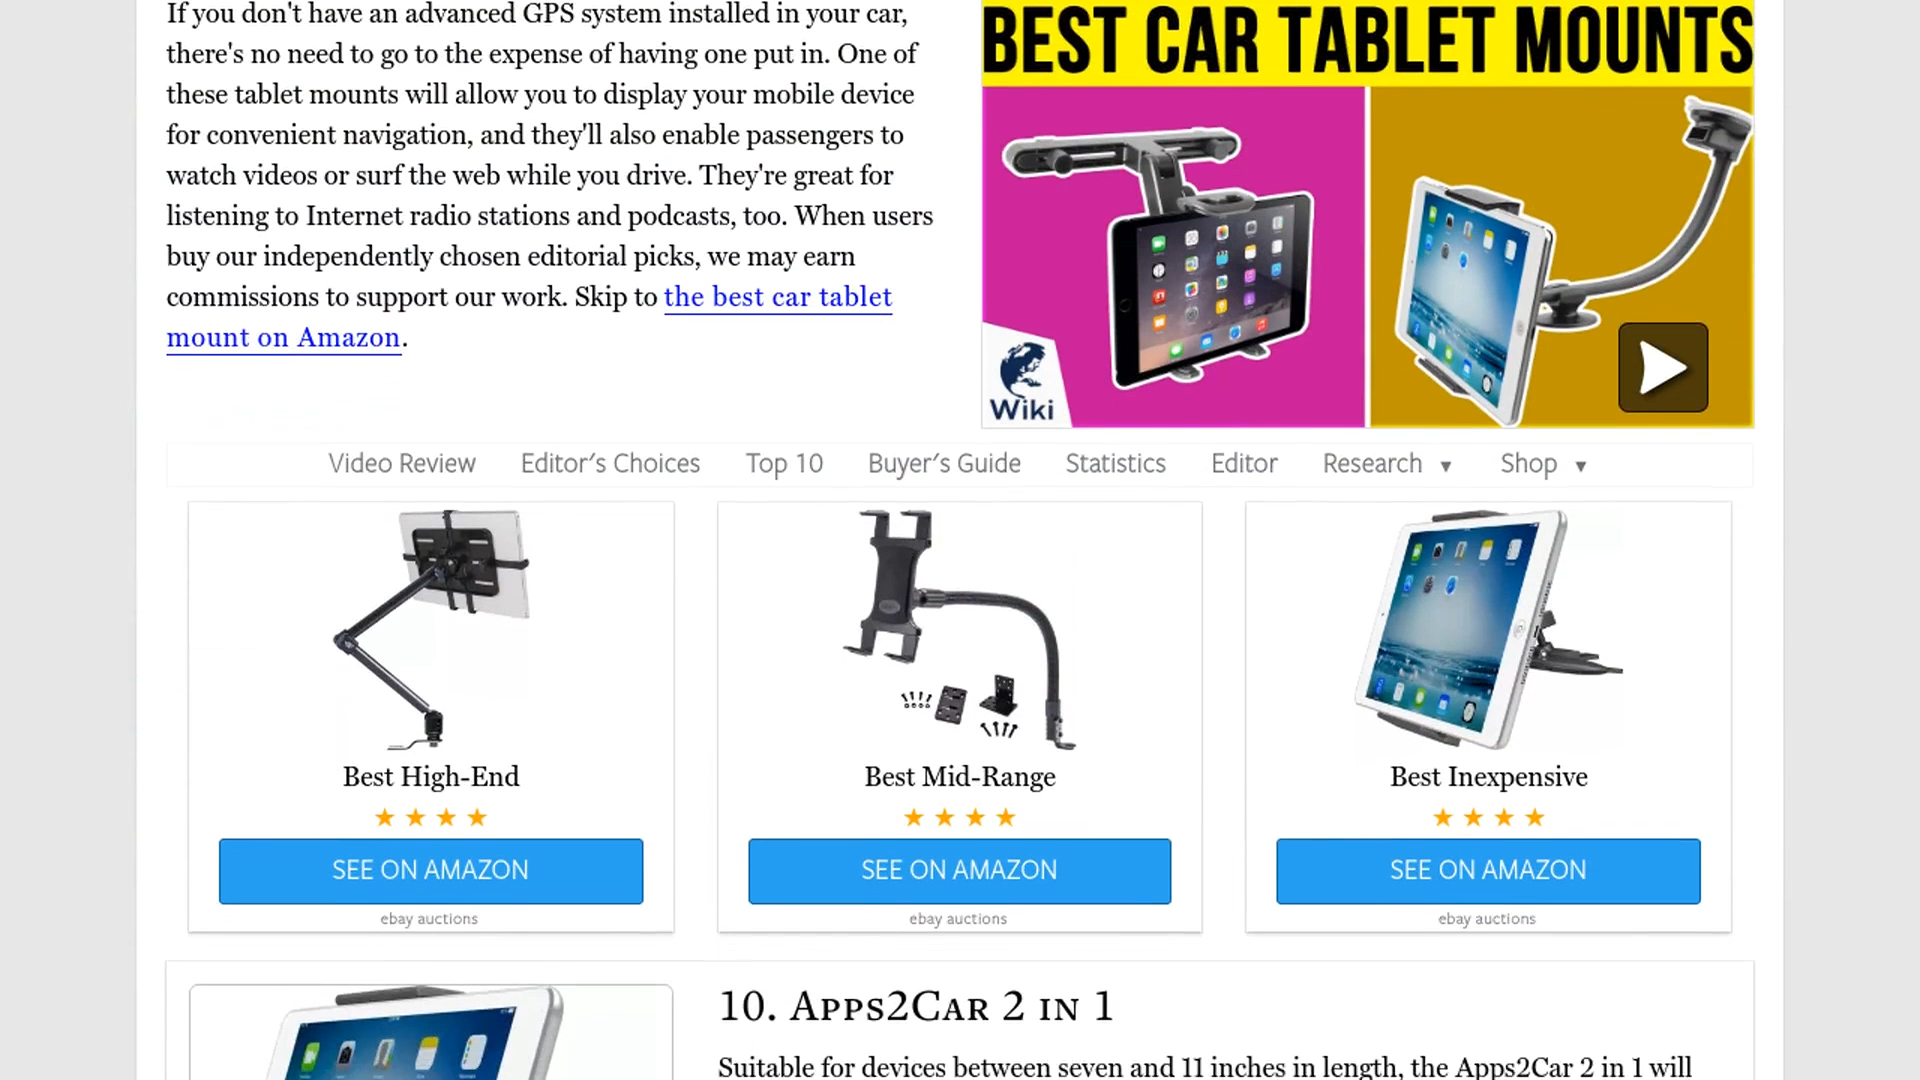 If you don't have an advanced GPS system installed in your car,
there's no need to go to the expense of having one put in. One of
these tablet mounts will allow you to display your mobile device
for convenient navigation, and they'll also enable passengers to
watch videos or surf the web while you drive. They're great for
listening to Internet radio stations and podcasts, too. When users
buy our independently chosen editorial picks, we may earn
commissions to support our work. Skip to the best car tablet
mount on Amazon.
BEST CAR TABLET MOUNTS
Wiki
Video Review Editor's Choices Top 10 Buyer's Guide Statistics Editor Research ▼ Shop ▼
Best High-End
★ ★ ★ ★
SEE ON AMAZON
ebay auctions
Best Mid-Range
★ ★ ★ ★
SEE ON AMAZON
ebay auctions
Best Inexpensive
★ ★ ★ ★
SEE ON AMAZON
ebay auctions
10. Apps2Car 2 in 1
Suitable for devices between seven and 11 inches in length, the Apps2Car 2 in 1 will